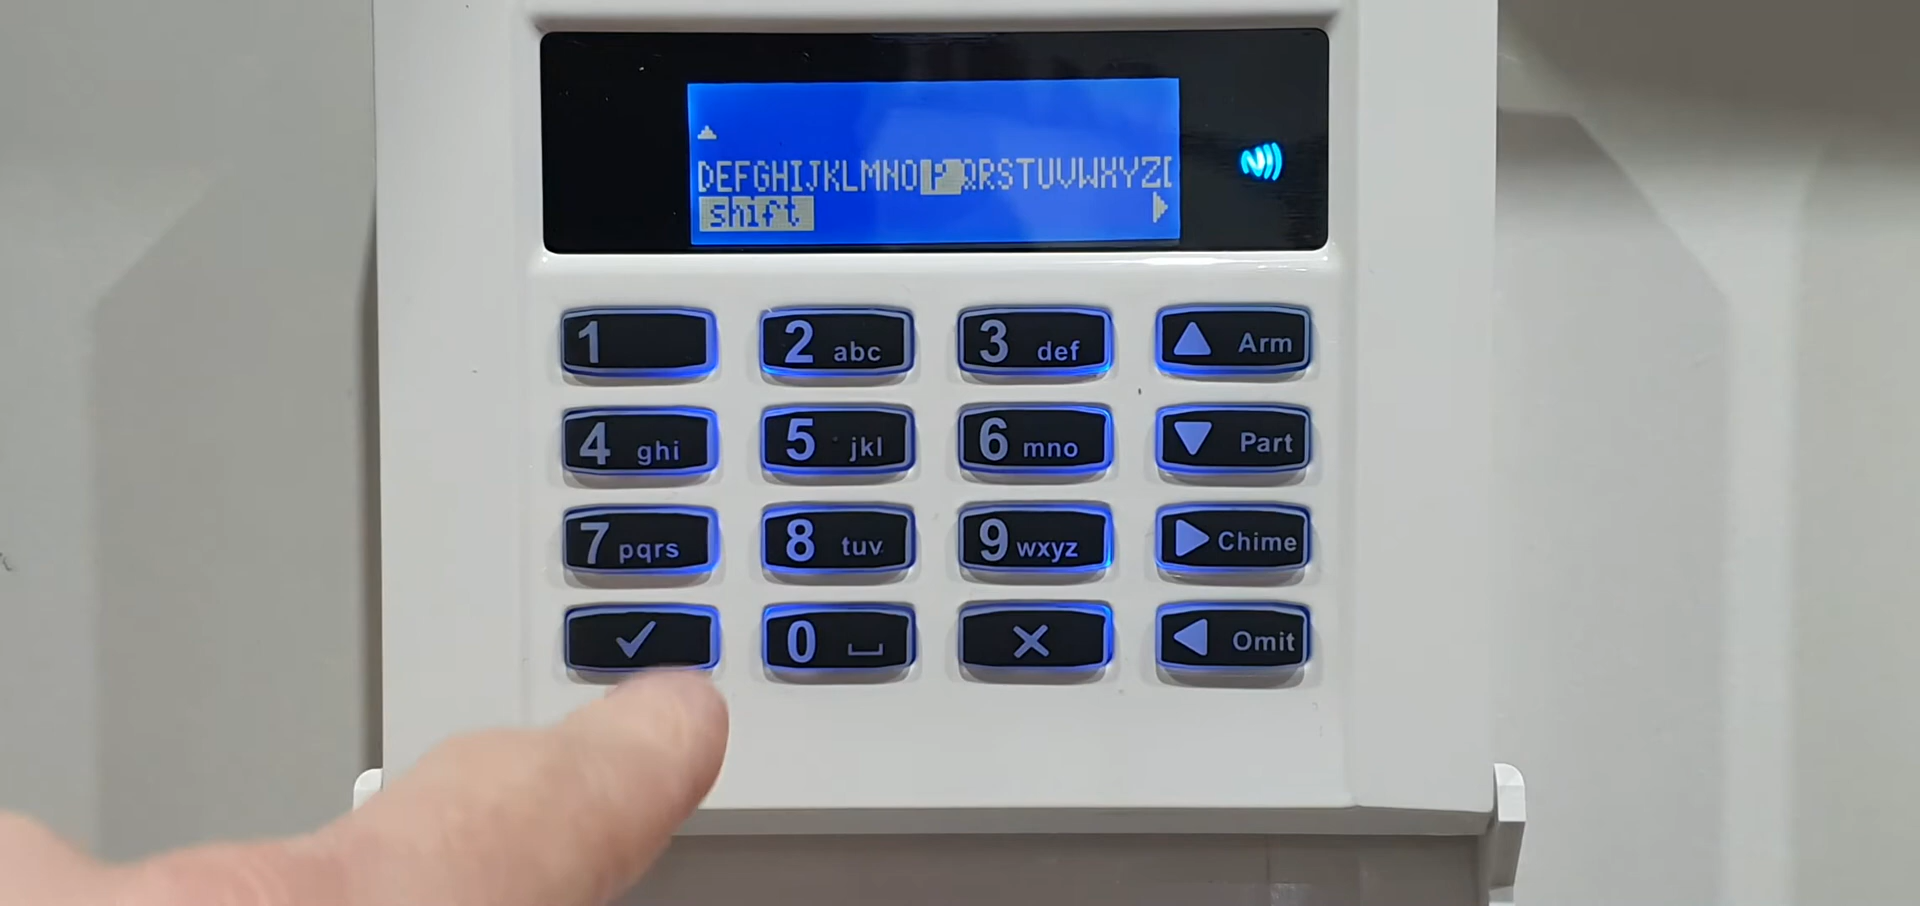 DEFGHIJKLMNOPQRSTUVWXYZ[
shift
1
2 abc
3 def
Arm
4 ghi
5 jkl
6 mno
Part
7 pqrs
8 tuv
9 wxyz
Chime
0
Omit